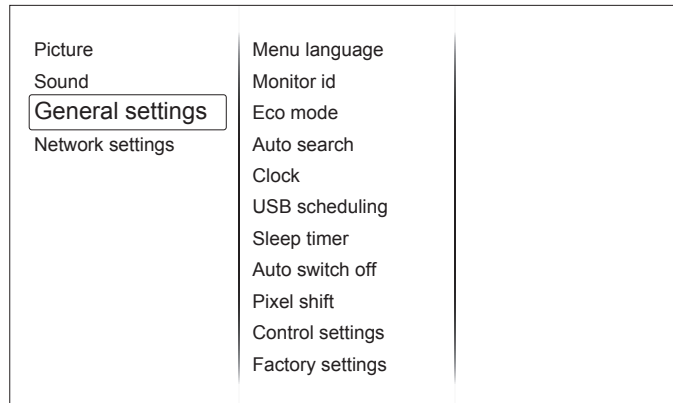 Picture
Sound
General settings
Network settings
Menu language
Monitor id
Eco mode
Auto search
Clock
USB scheduling
Sleep timer
Auto switch off
Pixel shift
Control settings
Factory settings